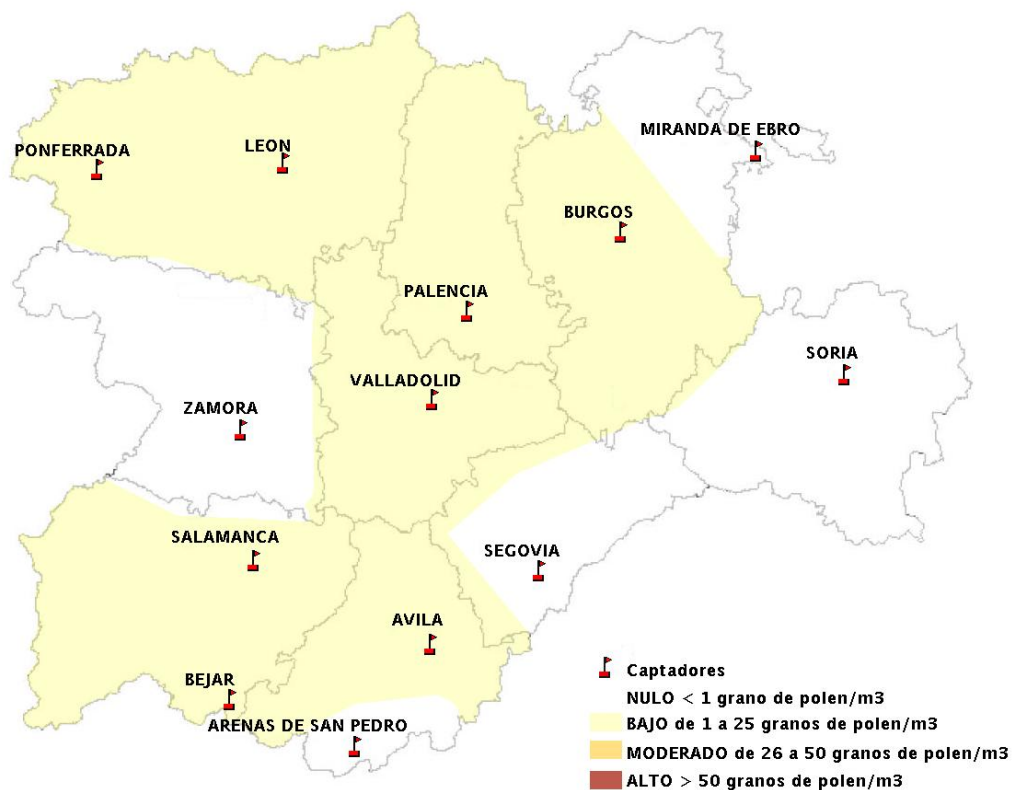 MIRANDA DE EBRO
PONFERRADA
LEON
BURGOS
PALENCIA
SORIA
VALLADOLID
ZAMORA
SALAMANCA
SEGOVIA
AVILA
BEJAR
ARENAS DE SAN PEDRO
Captadores
NULO < 1 grano de polen/m3
BAJO de 1 a 25 granos de polen/m3
MODERADO de 26 a 50 granos de polen/m3
ALTO > 50 granos de polen/m3